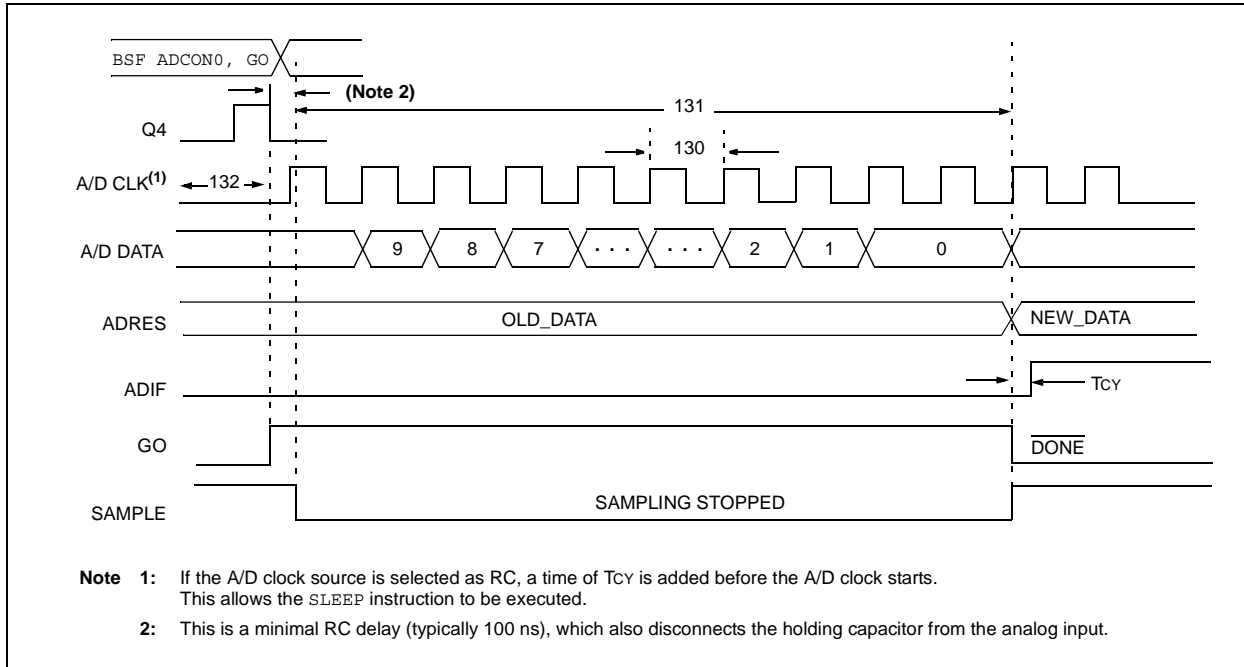 BSF ADCON0, GO
(Note 2)
131
Q4
130
A/D CLK(1)
132
A/D DATA
9 8 7 . . . . . . 2 1 0
ADRES
OLD_DATA
NEW_DATA
ADIF
TCY
GO
DONE
SAMPLE
SAMPLING STOPPED
Note 1: If the A/D clock source is selected as RC, a time of TCY is added before the A/D clock starts.
This allows the SLEEP instruction to be executed.
2: This is a minimal RC delay (typically 100 ns), which also disconnects the holding capacitor from the analog input.